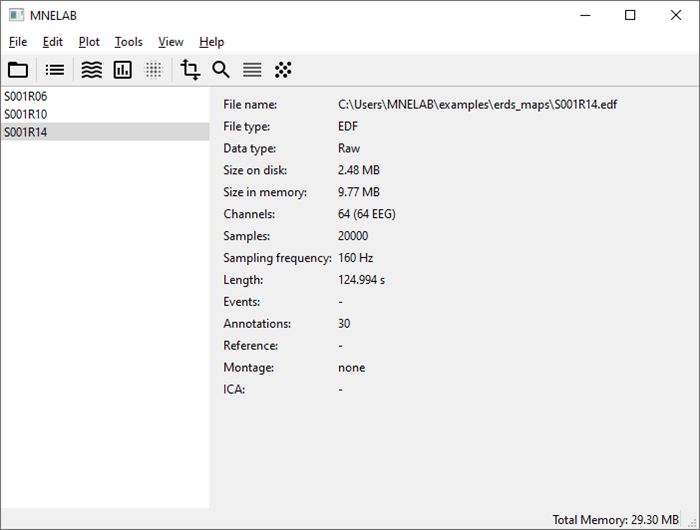 MNELAB
File Edit Plot Tools View Help
S001R06
S001R10
S001R14
File name: C:\Users\MNELAB\examples\erds_maps\S001R14.edf
File type: EDF
Data type: Raw
Size on disk: 2.48 MB
Size in memory: 9.77 MB
Channels: 64 (64 EEG)
Samples: 20000
Sampling frequency: 160 Hz
Length: 124.994 s
Events: -
Annotations: 30
Reference: -
Montage: none
ICA: -
Total Memory: 29.30 MB